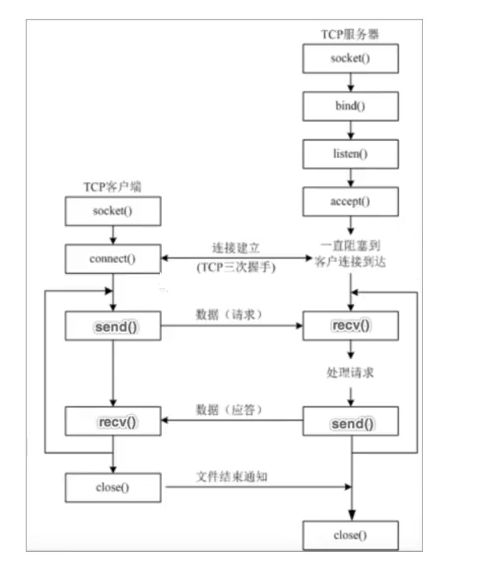 TCP服务器
socket()
bind()
listen()
accept()
TCP客户端
socket()
connect()
连接建立
(TCP三次握手)
一直阻塞到
客户连接到达
send()
数据（请求）
recv()
处理请求
recv()
数据（应答）
send()
close()
文件结束通知
close()